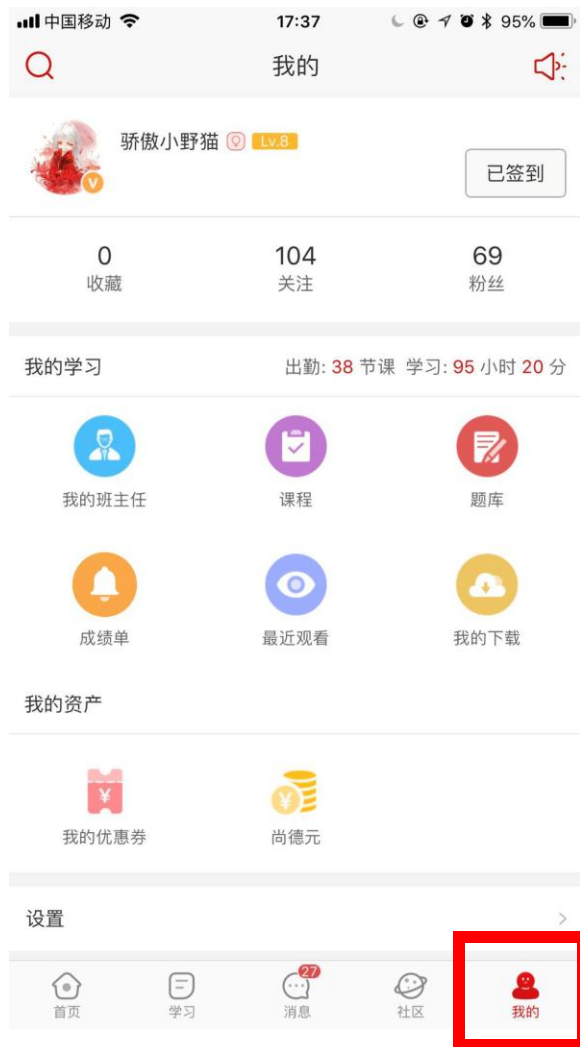 中国移动 17:37 95%
我的
骄傲小野猫 Lv.8
V
已签到
0 104 69
收藏 关注 粉丝
我的学习 出勤: 38 节课 学习: 95 小时 20 分
我的班主任 课程 题库
成绩单 最近观看 我的下载
我的资产
¥ ¥
我的优惠券 尚德元
设置
27
首页 学习 消息 社区 我的